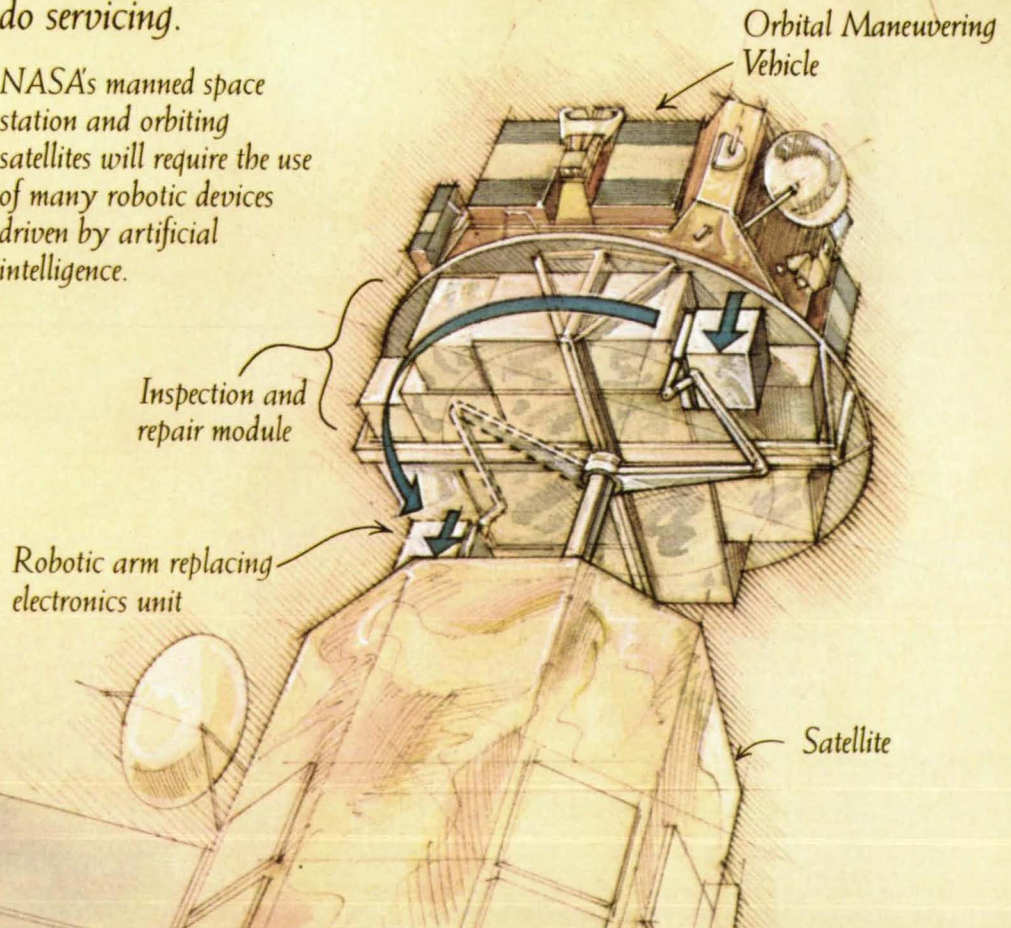 do servicing.
NASA's manned space
station and orbiting
satellites will require the use
of many robotic devices
driven by artificial
intelligence.
Orbital Maneuvering
Vehicle
Inspection and
repair module
Robotic arm replacing
electronics unit
Satellite